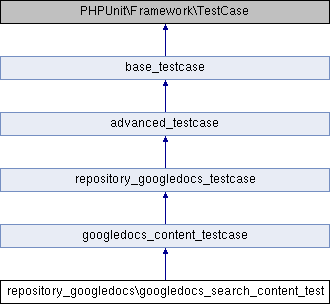 PHPUnit\Framework\TestCase
base_testcase
advanced_testcase
repository_googledocs_testcase
googledocs_content_testcase
repository_googledocs\googledocs_search_content_test